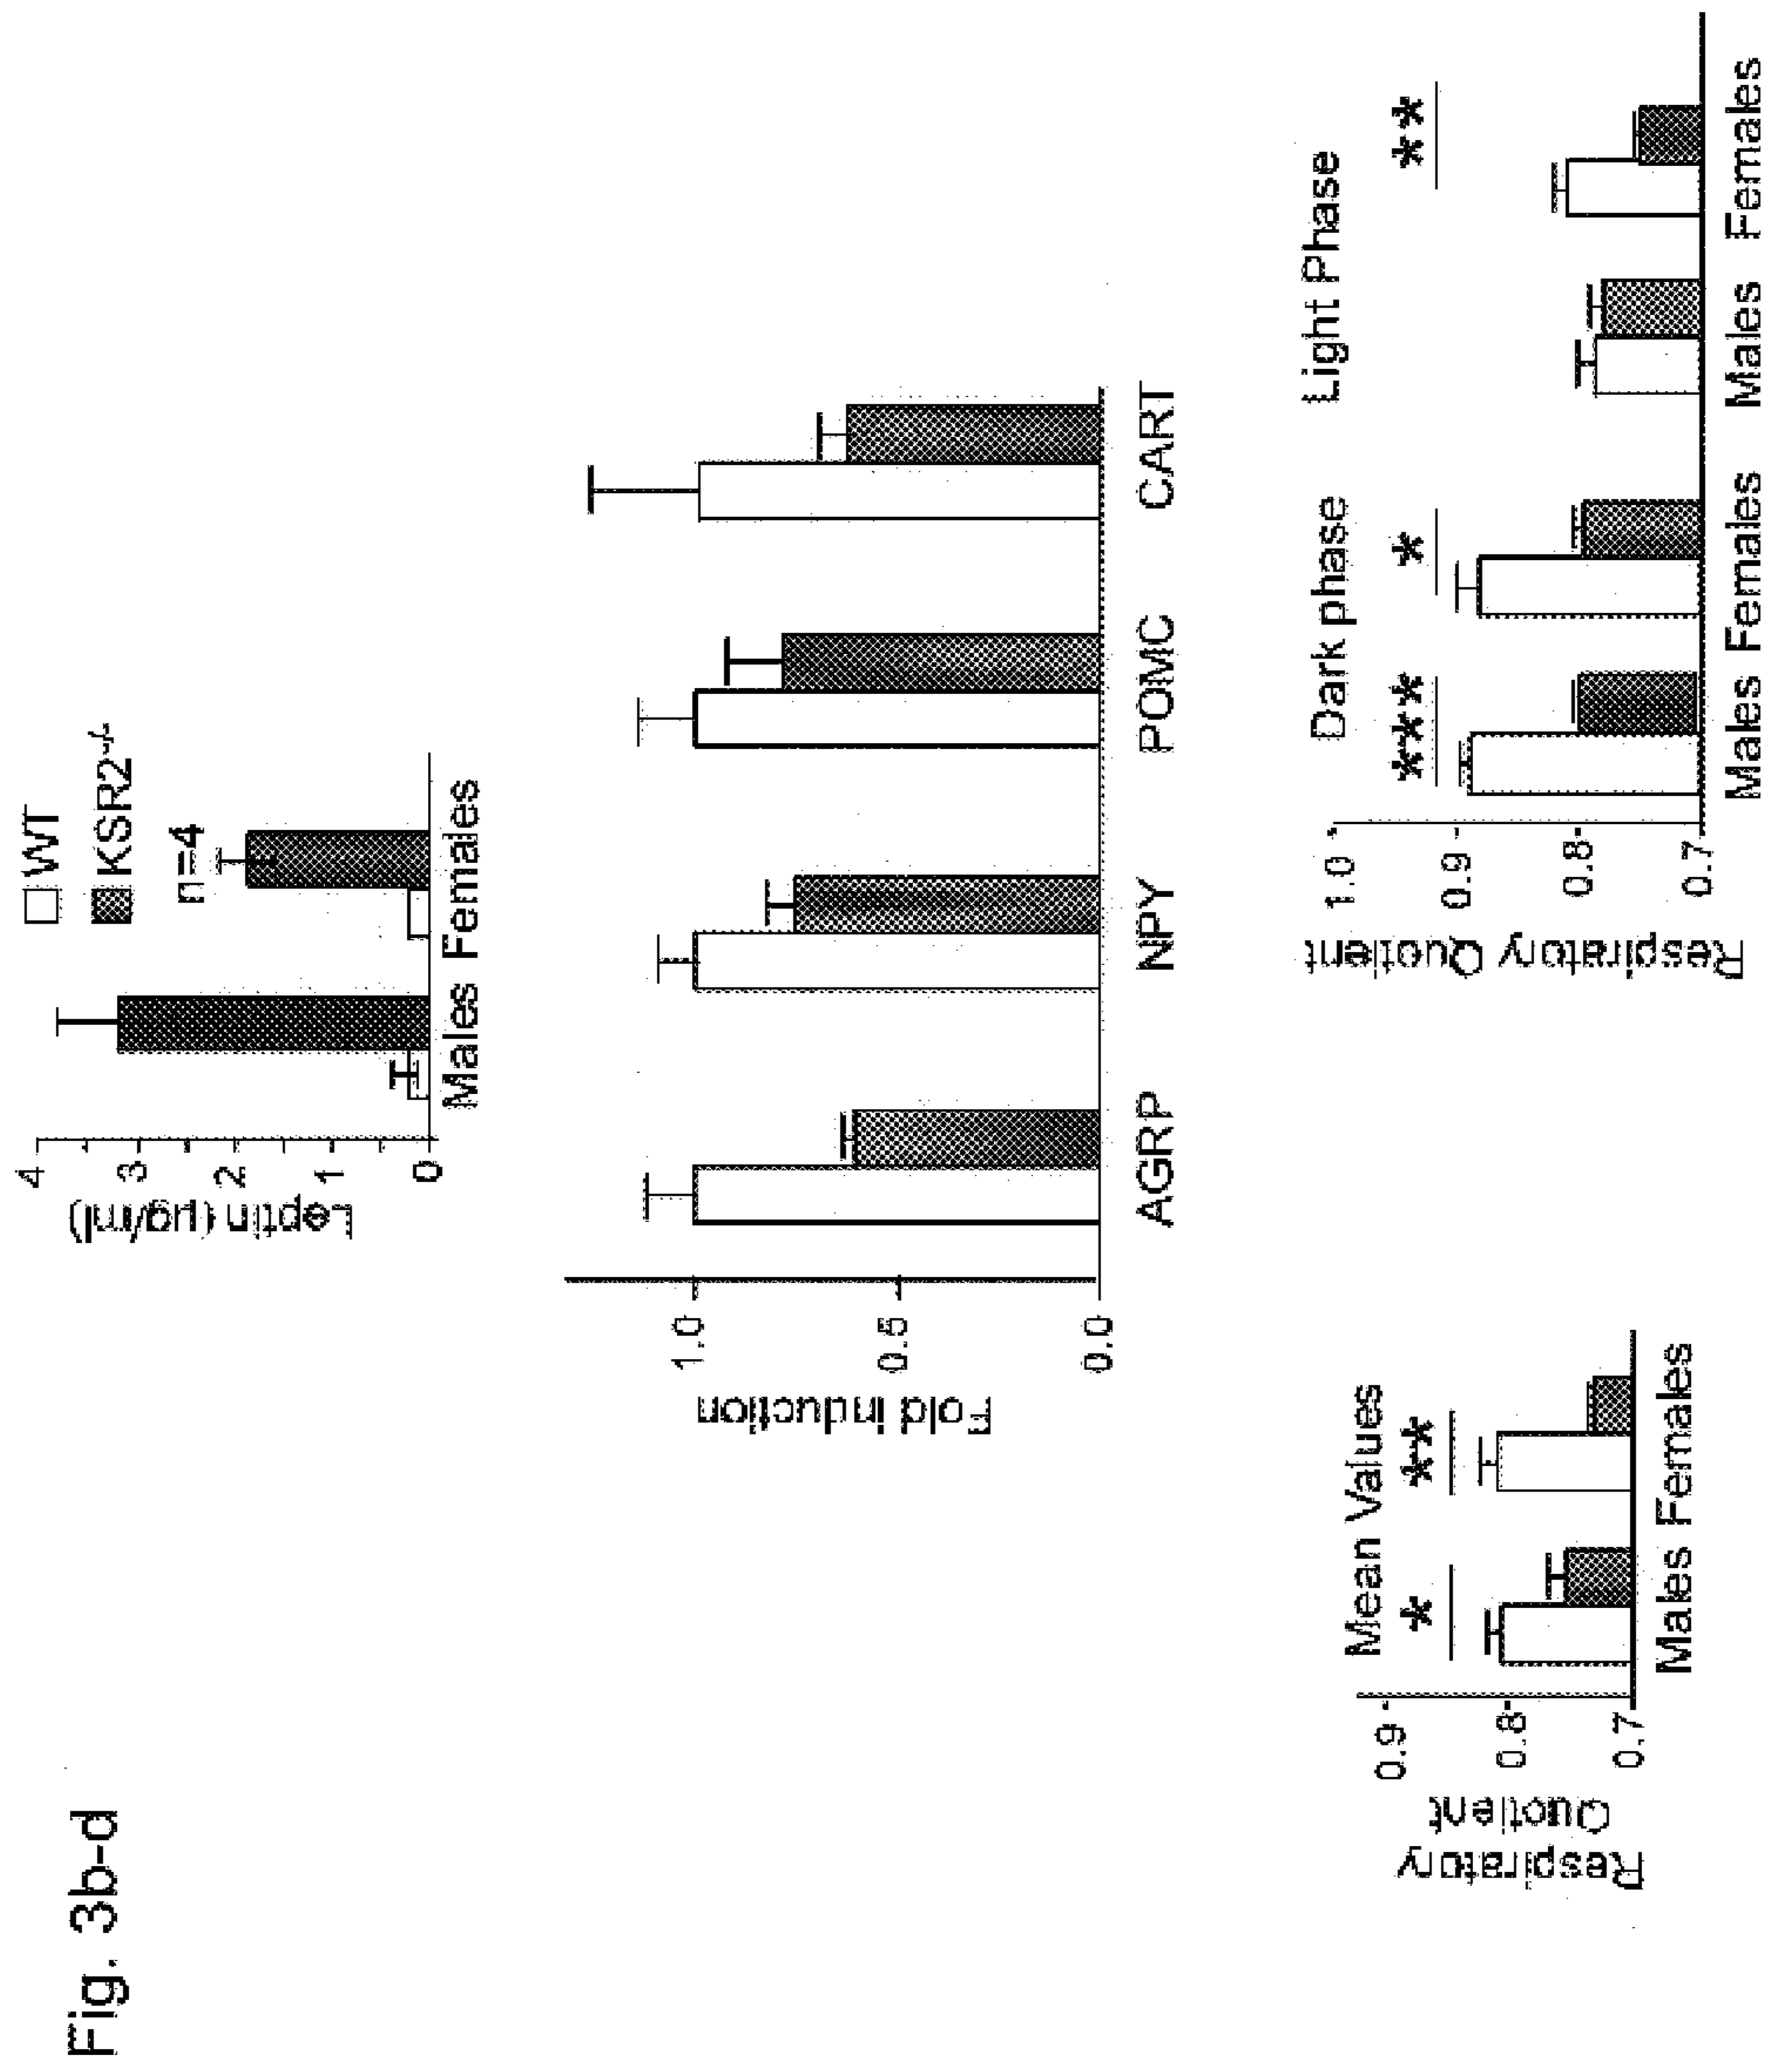 Fig. 3b-d
WT
KSR2-/-
n=4
Leptin (µg/ml)
4
3
2
1
0
Males Females
Fold induction
1.0
0.5
0.0
AGRP NPY POMC CART
Mean Values
Respiratory
Quotient
0.9
0.8
0.7
* **
Males Females
Dark phase Light Phase
Respiratory Quotient
1.0
0.9
0.8
0.7
*** * **
Males Females Males Females